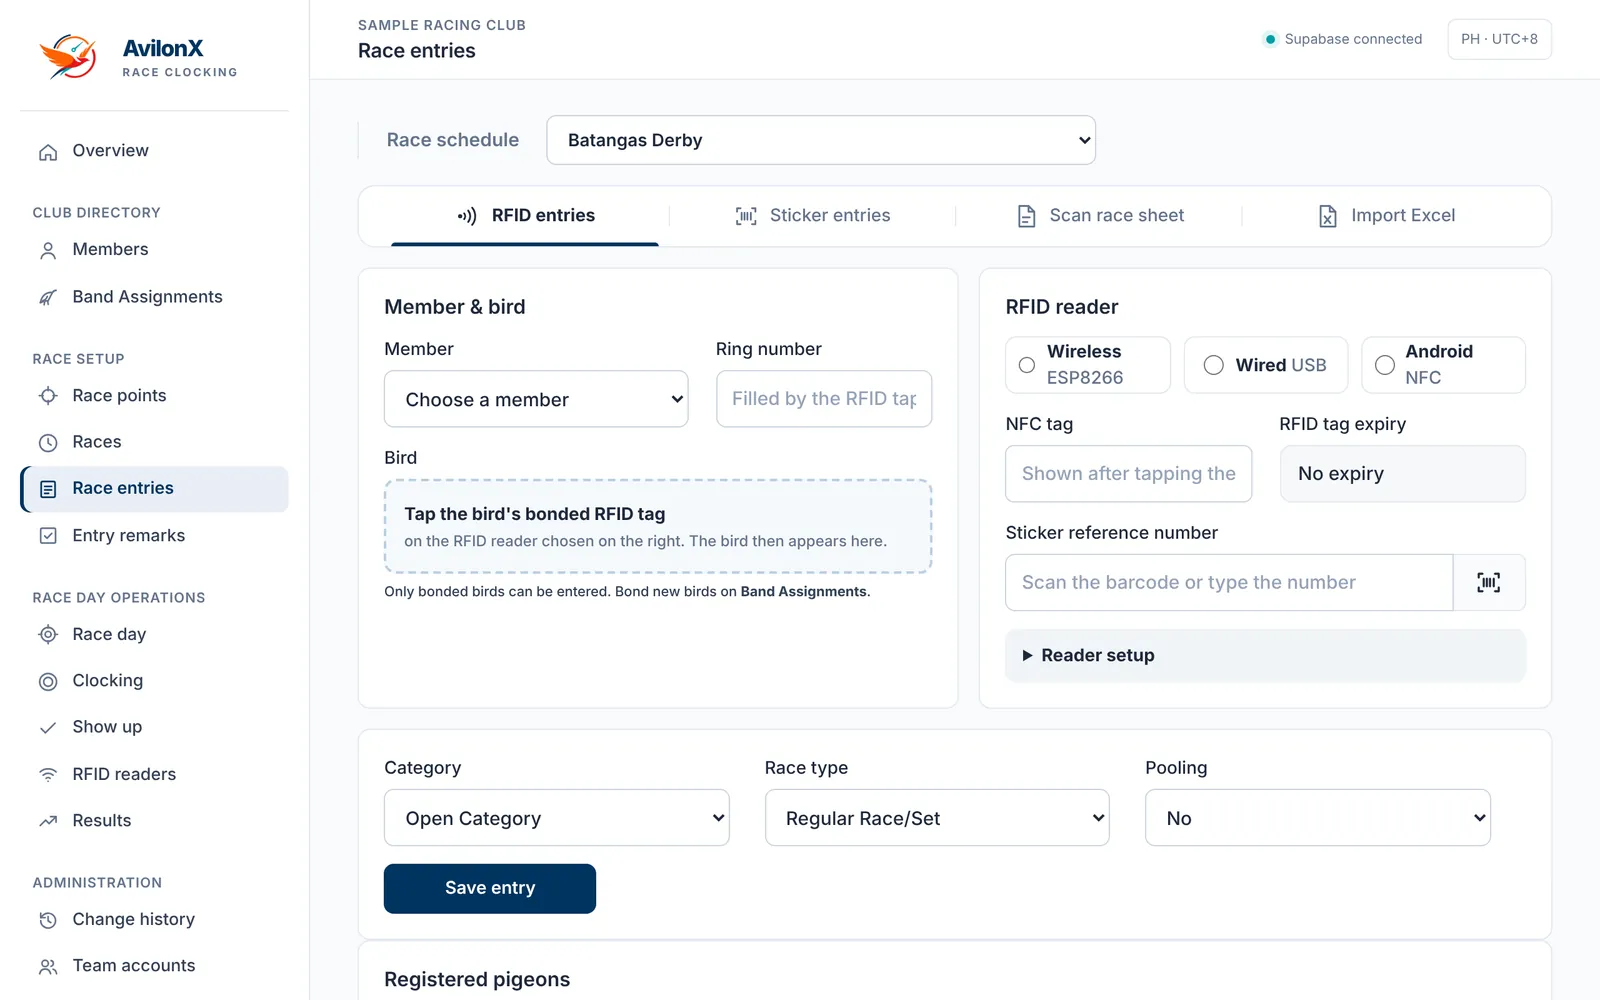 AvilonX
RACE CLOCKING
Overview
CLUB DIRECTORY
Members
Band Assignments
RACE SETUP
Race points
Races
Race entries
Entry remarks
RACE DAY OPERATIONS
Race day
Clocking
Show up
RFID readers
Results
ADMINISTRATION
Change history
Team accounts
SAMPLE RACING CLUB
Race entries
Supabase connected
PH · UTC+8
Race schedule
Batangas Derby
RFID entries
Sticker entries
Scan race sheet
Import Excel
Member & bird
Member
Ring number
Choose a member
Filled by the RFID tap
Bird
Tap the bird's bonded RFID tag
on the RFID reader chosen on the right. The bird then appears here.
Only bonded birds can be entered. Bond new birds on Band Assignments.
RFID reader
Wireless
ESP8266
Wired USB
Android
NFC
NFC tag
RFID tag expiry
Shown after tapping the
No expiry
Sticker reference number
Scan the barcode or type the number
Reader setup
Category
Race type
Pooling
Open Category
Regular Race/Set
No
Save entry
Registered pigeons